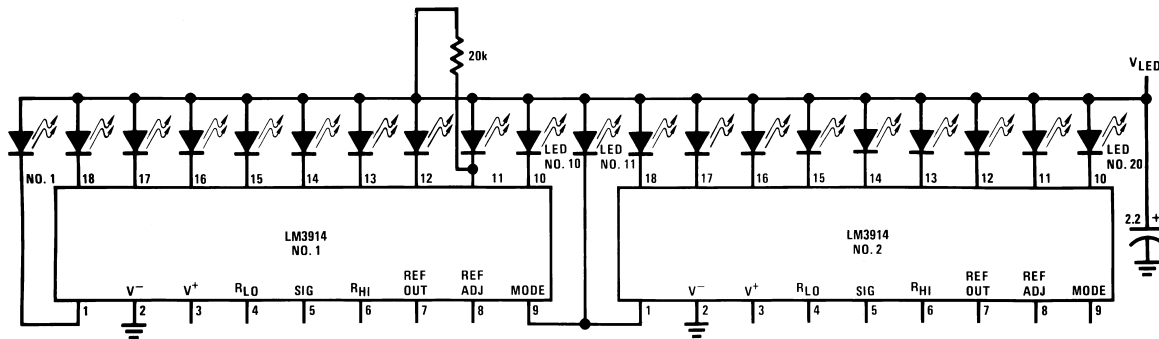 20k
V LED
NO. 1
LED NO. 10
LED NO. 11
LED NO. 20
18 17 16 15 14 13 12 11 10
18 17 16 15 14 13 12 11 10
2.2 +
LM3914
NO. 1
LM3914
NO. 2
V− V+ RLO SIG RHI REF OUT REF ADJ MODE
1 2 3 4 5 6 7 8 9
V− V+ RLO SIG RHI REF OUT REF ADJ MODE
1 2 3 4 5 6 7 8 9